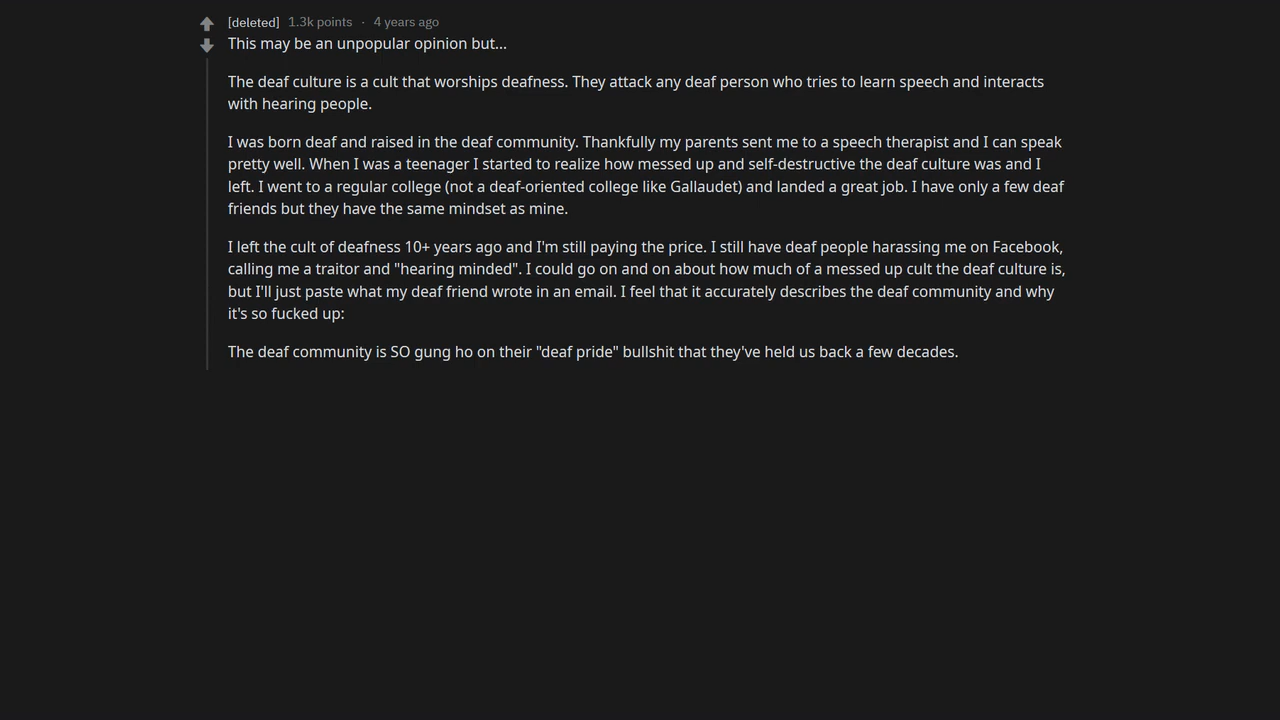 [deleted] 1.3k points · 4 years ago
This may be an unpopular opinion but...
The deaf culture is a cult that worships deafness. They attack any deaf person who tries to learn speech and interacts
with hearing people.
I was born deaf and raised in the deaf community. Thankfully my parents sent me to a speech therapist and I can speak
pretty well. When I was a teenager I started to realize how messed up and self-destructive the deaf culture was and I
left. I went to a regular college (not a deaf-oriented college like Gallaudet) and landed a great job. I have only a few deaf
friends but they have the same mindset as mine.
I left the cult of deafness 10+ years ago and I'm still paying the price. I still have deaf people harassing me on Facebook,
calling me a traitor and "hearing minded". I could go on and on about how much of a messed up cult the deaf culture is,
but I'll just paste what my deaf friend wrote in an email. I feel that it accurately describes the deaf community and why
it's so fucked up:
The deaf community is SO gung ho on their "deaf pride" bullshit that they've held us back a few decades.